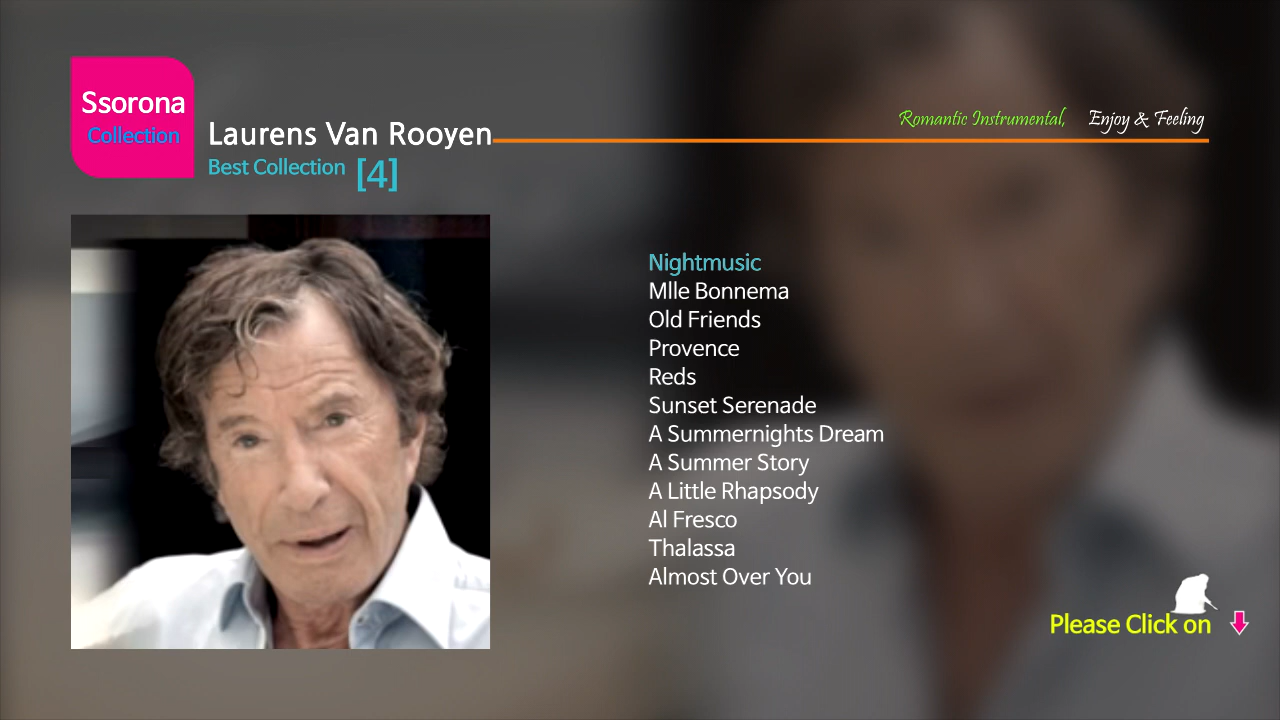 Ssorona
Collection
Laurens Van Rooyen
Best Collection [4]
Romantic Instrumental, Enjoy & Feeling
Nightmusic
Mlle Bonnema
Old Friends
Provence
Reds
Sunset Serenade
A Summernights Dream
A Summer Story
A Little Rhapsody
Al Fresco
Thalassa
Almost Over You
Please Click on